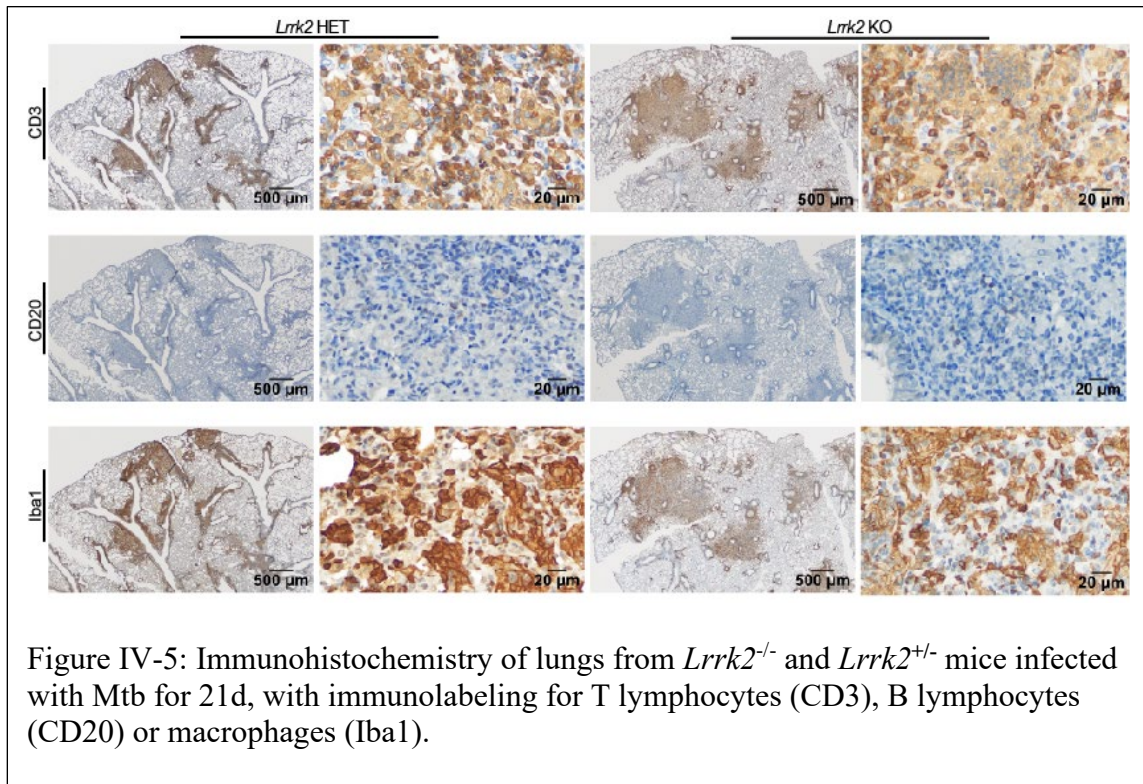 Lrrk2 HET
Lrrk2 KO
CD3
500 µm
20 µm
500 µm
20 µm
CD20
500 µm
20 µm
500 µm
20 µm
Iba1
500 µm
20 µm
500 µm
20 µm
Figure IV-5: Immunohistochemistry of lungs from Lrrk2-/- and Lrrk2+/- mice infected
with Mtb for 21d, with immunolabeling for T lymphocytes (CD3), B lymphocytes
(CD20) or macrophages (Iba1).